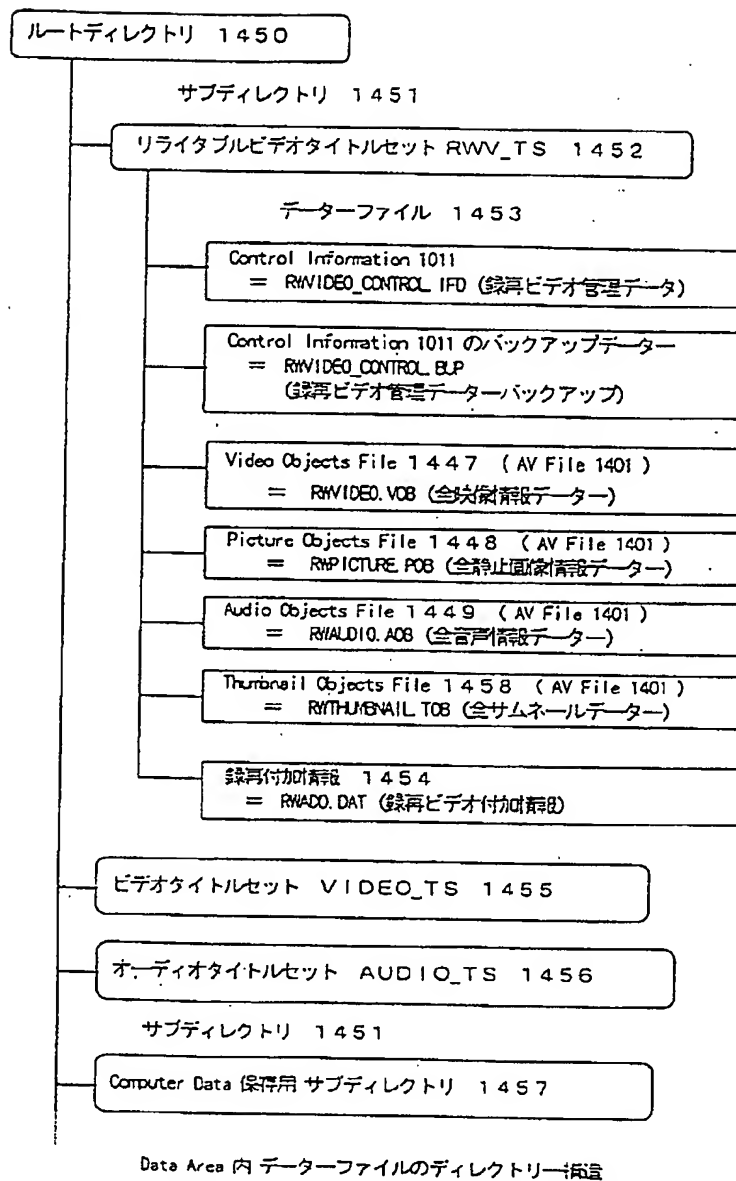 ルートディレクトリ 1450
サブディレクトリ 1451
リライタブルビデオタイトルセット RWV_TS 1452
データーファイル 1453
Control Information 1011
= RWVIDEO_CONTROL.IFO (録再ビデオ管理データ)
Control Information 1011 のバックアップデーター
= RWVIDEO_CONTROL.BUP
(録再ビデオ管理データーバックアップ)
Video Objects File 1447 (AV File 1401)
= RWVIDEO.VOB (全映像情報データー)
Picture Objects File 1448 (AV File 1401)
= RWPICTURE.POB (全静止画像情報データー)
Audio Objects File 1449 (AV File 1401)
= RWAUDIO.AOB (全音声情報データー)
Thumbnail Objects File 1458 (AV File 1401)
= RWTHUMBNAIL.TOB (全サムネールデーター)
録再付加情報 1454
= RWADD.DAT (録再ビデオ付加情報)
ビデオタイトルセット VIDEO_TS 1455
オーディオタイトルセット AUDIO_TS 1456
サブディレクトリ 1451
Computer Data 保存用 サブディレクトリ 1457
Data Area 内 データーファイルのディレクトリー構造